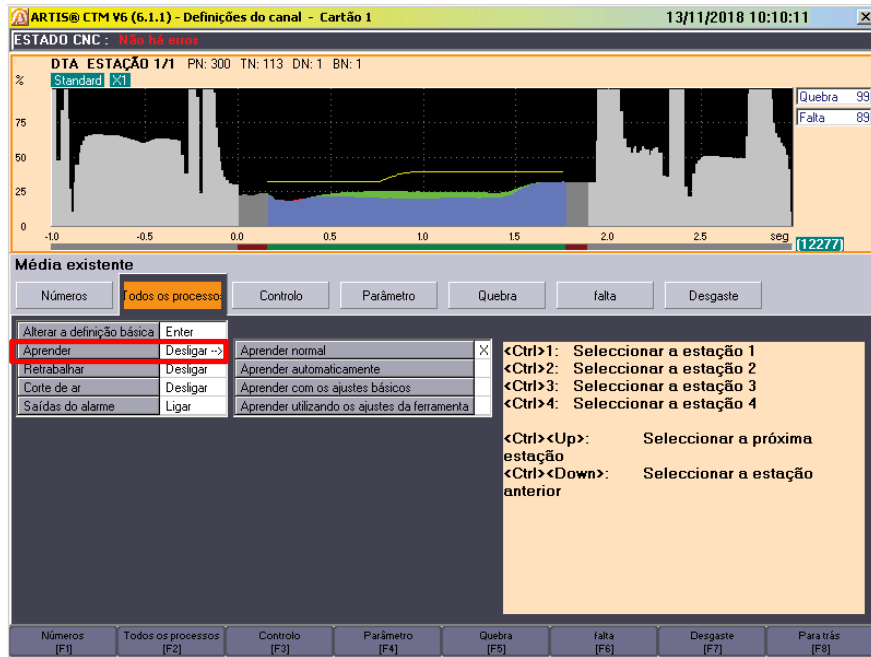 ARTIS® CTM V6 (6.1.1) - Definições do canal - Cartão 1 13/11/2018 10:10:11 X
ESTADO CNC : Não há erros
DTA ESTAÇÃO 1/1 PN: 300 TN: 113 DN: 1 BN: 1
% Standard X1
Quebra 99
Falta 89
75
50
25
0
-1.0 -0.5 0.0 0.5 1.0 1.5 2.0 2.5 seg
(12277)
Média existente
Números Todos os processo: Controlo Parâmetro Quebra falta Desgaste
Alterar a definição básica Enter
Aprender Desligar --> Aprender normal X
Retrabalhar Desligar Aprender automaticamente
Corte de ar Desligar Aprender com os ajustes básicos
Saídas do alarme Ligar Aprender utilizando os ajustes da ferramenta
<Ctrl>1: Seleccionar a estação 1
<Ctrl>2: Seleccionar a estação 2
<Ctrl>3: Seleccionar a estação 3
<Ctrl>4: Seleccionar a estação 4
<Ctrl><Up>: Seleccionar a próxima
estação
<Ctrl><Down>: Seleccionar a estação
anterior
Números Todos os processos Controlo Parâmetro Quebra falta Desgaste Para trás
[F1] [F2] [F3] [F4] [F5] [F6] [F7] [F8]